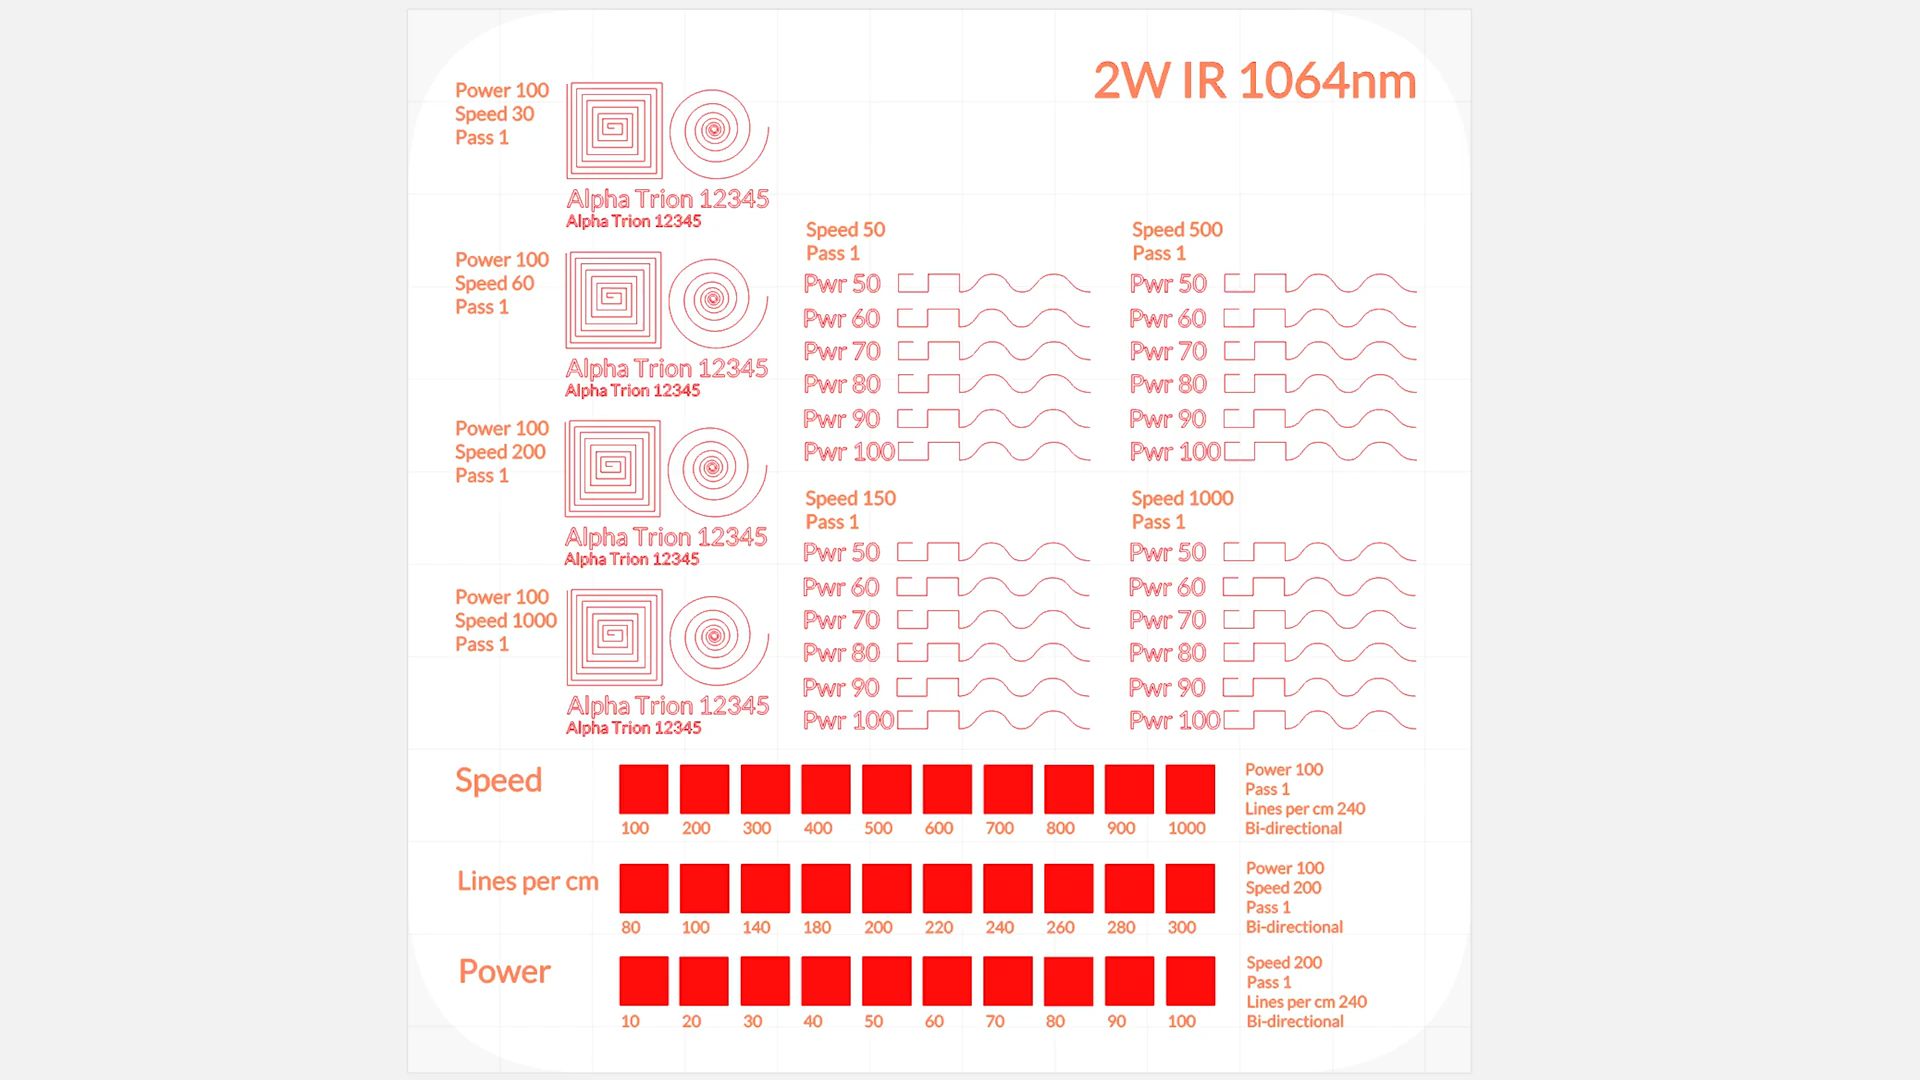 2W IR 1064nm
Power 100
Speed 30
Pass 1
Alpha Trion 12345
Alpha Trion 12345
Power 100
Speed 60
Pass 1
Alpha Trion 12345
Alpha Trion 12345
Power 100
Speed 200
Pass 1
Alpha Trion 12345
Alpha Trion 12345
Power 100
Speed 1000
Pass 1
Alpha Trion 12345
Alpha Trion 12345
Speed 50
Pass 1
Pwr 50
Pwr 60
Pwr 70
Pwr 80
Pwr 90
Pwr 100
Speed 150
Pass 1
Pwr 50
Pwr 60
Pwr 70
Pwr 80
Pwr 90
Pwr 100
Speed 500
Pass 1
Pwr 50
Pwr 60
Pwr 70
Pwr 80
Pwr 90
Pwr 100
Speed 1000
Pass 1
Pwr 50
Pwr 60
Pwr 70
Pwr 80
Pwr 90
Pwr 100
Speed
100 200 300 400 500 600 700 800 900 1000
Power 100
Pass 1
Lines per cm 240
Bi-directional
Lines per cm
80 100 140 180 200 220 240 260 280 300
Power 100
Speed 200
Pass 1
Bi-directional
Power
10 20 30 40 50 60 70 80 90 100
Speed 200
Pass 1
Lines per cm 240
Bi-directional